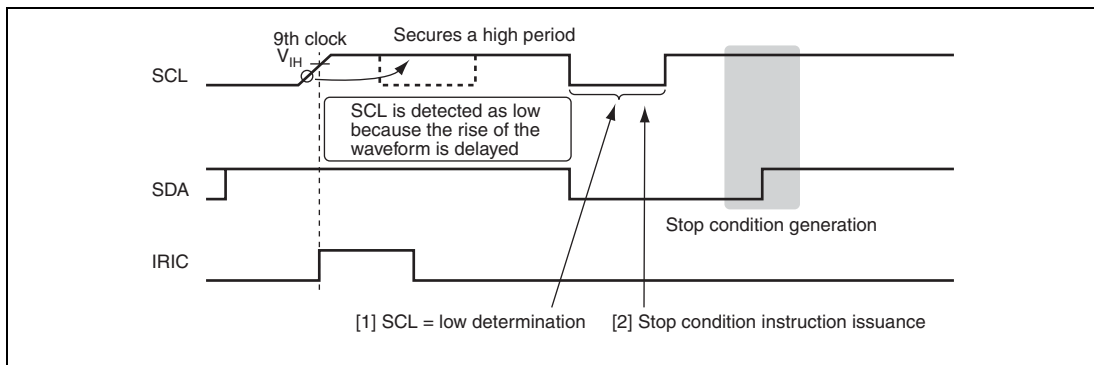 9th clock
Secures a high period
VIH
SCL
SCL is detected as low
because the rise of the
waveform is delayed
SDA
Stop condition generation
IRIC
[1] SCL = low determination
[2] Stop condition instruction issuance